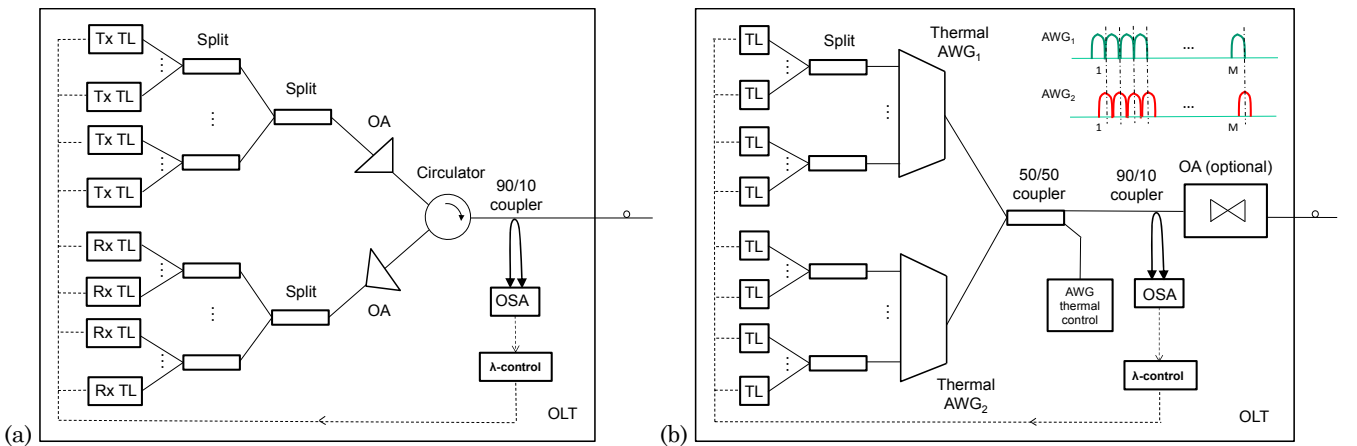 (a)
Tx TL
Tx TL
Tx TL
Tx TL
Split
...
Split
OA
Circulator
90/10
coupler
Rx TL
Rx TL
Rx TL
Rx TL
...
Split
OA
OSA
λ-control
OLT
(b)
TL
TL
TL
TL
Split
...
Thermal
AWG1
AWG1
...
1
M
AWG2
...
1
M
50/50
coupler
90/10
coupler
OA (optional)
TL
TL
TL
TL
...
Thermal
AWG2
AWG
thermal
control
OSA
λ-control
OLT